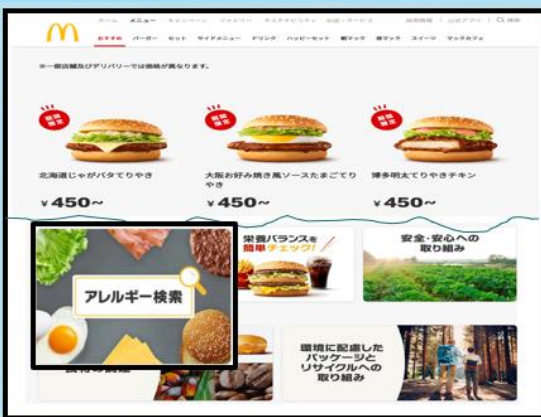 ホーム メニュー キャンペーン ファミリー サステナビリティ お店・サービス 採用情報 公式アプリ 検索
おすすめ バーガー セット サイドメニュー ドリンク ハッピーセット 朝マック 夜マック スイーツ マックカフェ
※一部店舗及びデリバリーでは価格が異なります。
期間限定 期間限定 期間限定
北海道じゃがバタてりやき 大阪お好み焼き風ソースたまごてりやき 博多明太てりやきチキン
¥450~ ¥450~ ¥450~
アレルギー検索
栄養バランスを
簡単チェック!
安全・安心への
取り組み
環境に配慮した
パッケージと
リサイクルへの
取り組み